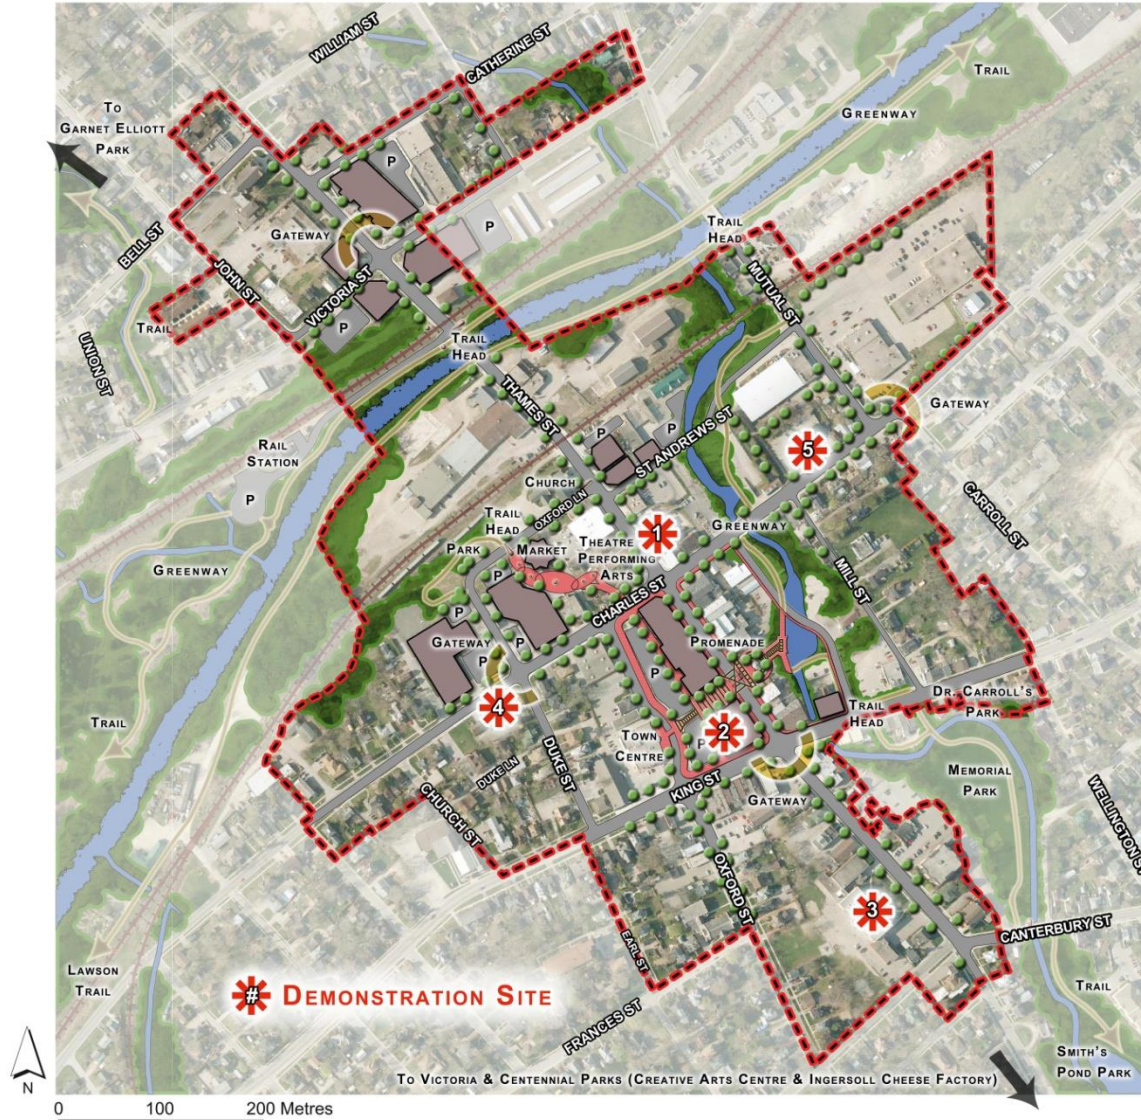 WILLIAM ST
CATHERINE ST
TRAIL
TO
GARNET ELLIOTT
PARK
GREENWAY
P
BELL ST
GATEWAY
P
TRAIL
HEAD
JOHN ST
VICTORIA ST
MUTUAL ST
UNION ST
TRAIL
P
TRAIL
HEAD
THAMES ST
GATEWAY
RAIL
STATION
P
P
P
ST ANDREWS ST
5
CHURCH
OXFORD LN
TRAIL
HEAD
CARROLL ST
1
GREENWAY
PARK
MARKET
THEATRE
PERFORMING
ARTS
GREENWAY
P
MILL ST
CHARLES ST
P
GATEWAY
P
P
P
PROMENADE
4
DR. CARROLL'S
PARK
TRAIL
HEAD
TRAIL
TOWN
CENTRE
P
2
DUKE ST
DUKE LN
MEMORIAL
PARK
CHURCH ST
KING ST
GATEWAY
WELLINGTON ST
OXFORD ST
3
CANTERBURY ST
EARL ST
LAWSON
TRAIL
# DEMONSTRATION SITE
TRAIL
FRANCES ST
SMITH'S
POND PARK
TO VICTORIA & CENTENNIAL PARKS (CREATIVE ARTS CENTRE & INGERSOLL CHEESE FACTORY)
N
0 100 200 Metres